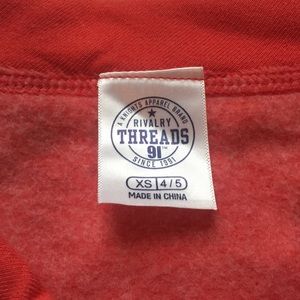 A KNIGHTS APPAREL BRAND
RIVALRY
THREADS
91
SINCE 1991
XS 4/5
MADE IN CHINA